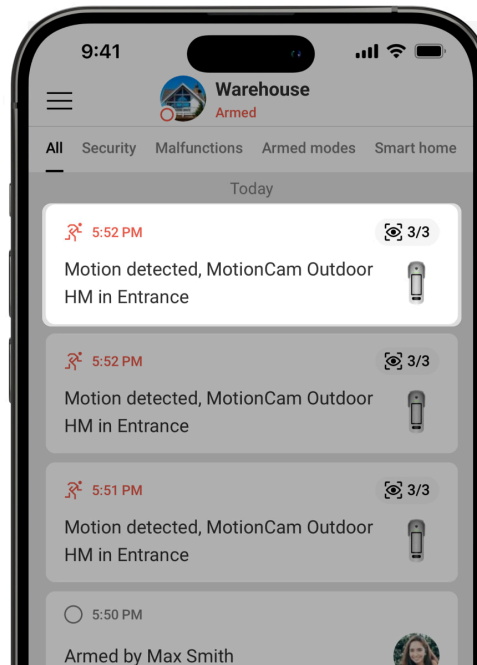 9:41
Warehouse
Armed
All Security Malfunctions Armed modes Smart home
Today
5:52 PM 3/3
Motion detected, MotionCam Outdoor
HM in Entrance
5:52 PM 3/3
Motion detected, MotionCam Outdoor
HM in Entrance
5:51 PM 3/3
Motion detected, MotionCam Outdoor
HM in Entrance
5:50 PM
Armed by Max Smith